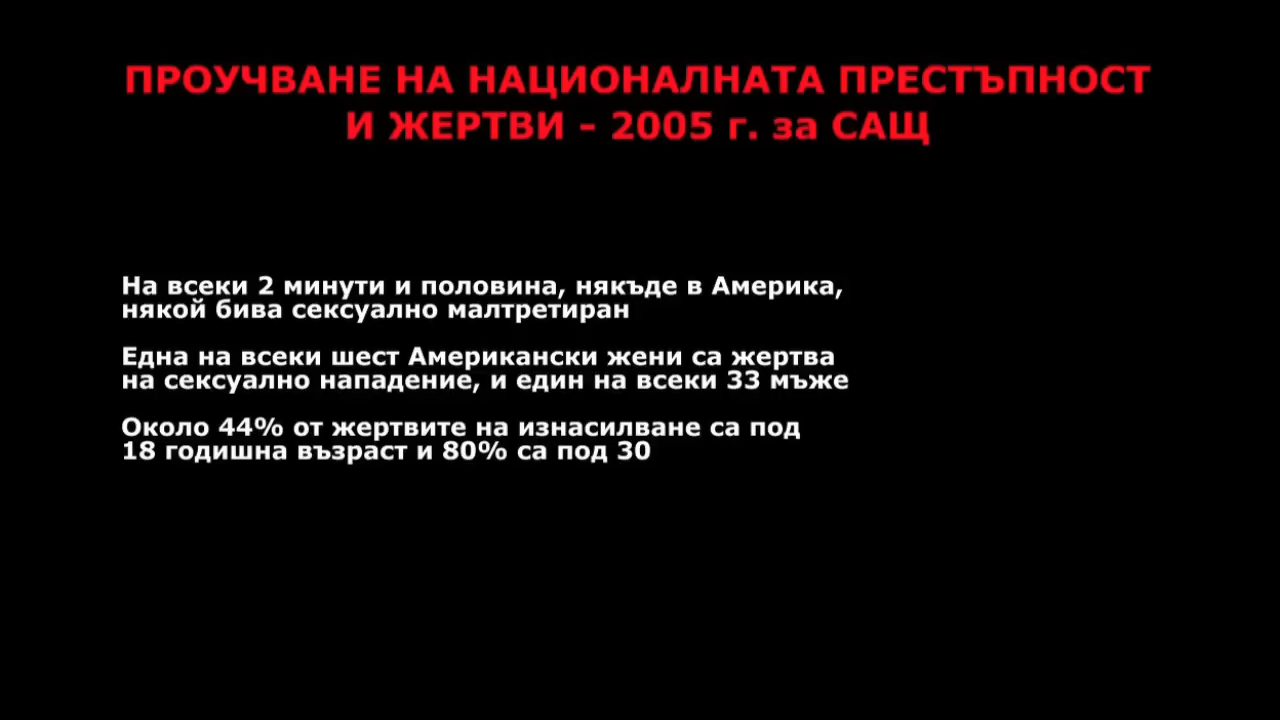 ПРОУЧВАНЕ НА НАЦИОНАЛНАТА ПРЕСТЪПНОСТ
И ЖЕРТВИ - 2005 г. за САЩ
На всеки 2 минути и половина, някъде в Америка,
някой бива сексуално малтретиран
Една на всеки шест Американски жени са жертва
на сексуално нападение, и един на всеки 33 мъже
Около 44% от жертвите на изнасилване са под
18 годишна възраст и 80% са под 30